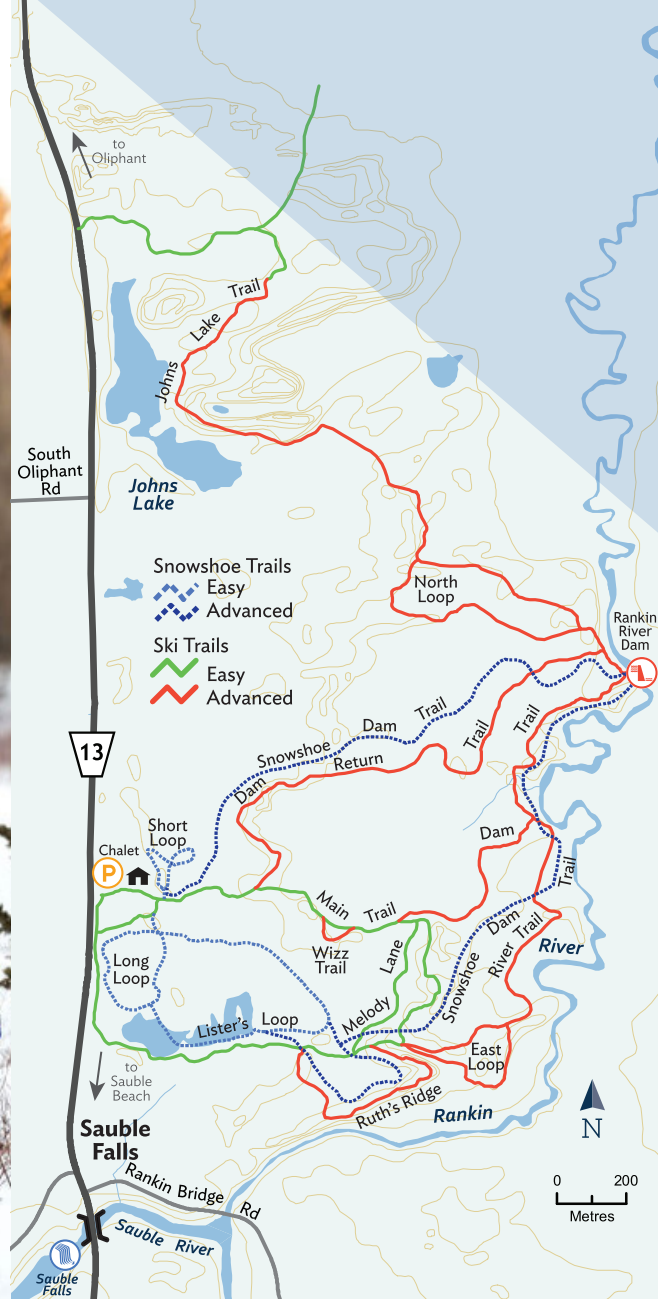 to
Oliphant
Johns Lake Trail
South
Oliphant
Rd
Johns
Lake
Snowshoe Trails
Easy
Advanced
Ski Trails
Easy
Advanced
North
Loop
Rankin
River
Dam
13
Snowshoe Dam Trail
Dam Return Trail
Dam Trail
Short
Loop
Chalet
P
Main Trail
Wizz
Trail
Melody Lane
Snowshoe Dam Trail
River Trail
River
Long
Loop
Lister's Loop
East
Loop
Ruth's Ridge
Rankin
to
Sauble
Beach
Sauble
Falls
N
Rankin Bridge Rd
0 200
Metres
Sauble River
Sauble
Falls